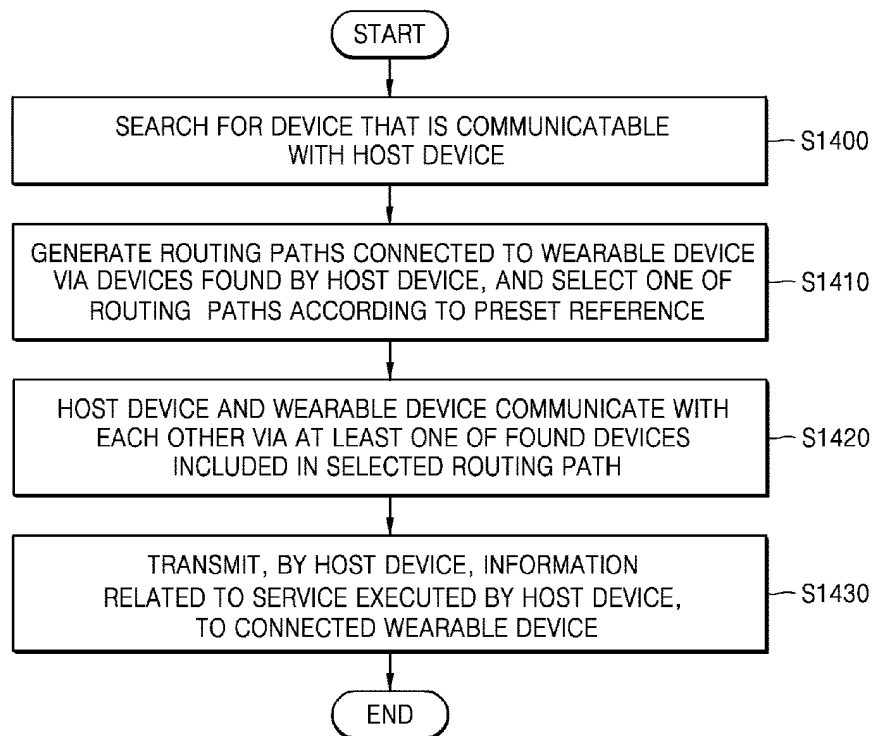 START
SEARCH FOR DEVICE THAT IS COMMUNICATABLE
WITH HOST DEVICE
S1400
GENERATE ROUTING PATHS CONNECTED TO WEARABLE DEVICE
VIA DEVICES FOUND BY HOST DEVICE, AND SELECT ONE OF
ROUTING PATHS ACCORDING TO PRESET REFERENCE
S1410
HOST DEVICE AND WEARABLE DEVICE COMMUNICATE WITH
EACH OTHER VIA AT LEAST ONE OF FOUND DEVICES
INCLUDED IN SELECTED ROUTING PATH
S1420
TRANSMIT, BY HOST DEVICE, INFORMATION
RELATED TO SERVICE EXECUTED BY HOST DEVICE,
TO CONNECTED WEARABLE DEVICE
S1430
END